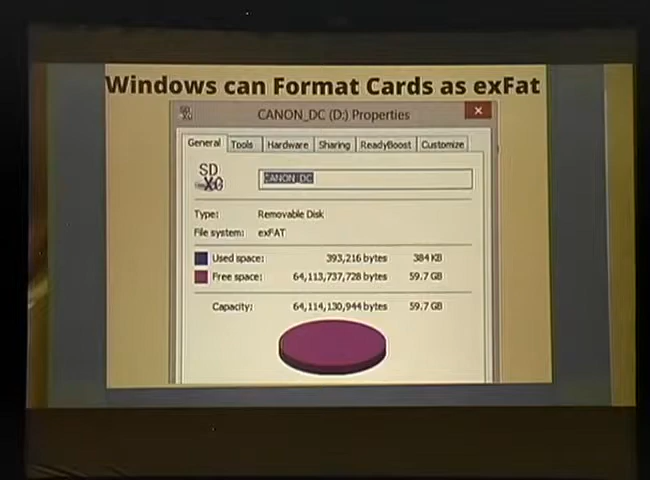 Windows can Format Cards as exFat
CANON_DC (D:) Properties
General Tools Hardware Sharing ReadyBoost Customize
SD
XC
CANON_DC
Type: Removable Disk
File system: exFAT
Used space: 393,216 bytes 384 KB
Free space: 64,113,737,728 bytes 59.7 GB
Capacity: 64,114,130,944 bytes 59.7 GB